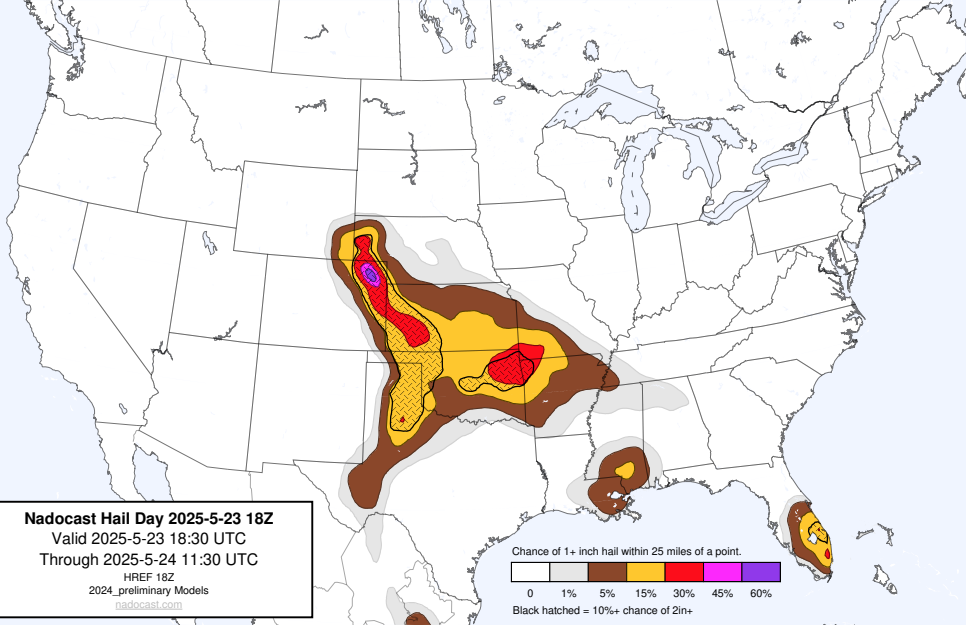 Nadocast Hail Day 2025-5-23 18Z
Valid 2025-5-23 18:30 UTC
Through 2025-5-24 11:30 UTC
HREF 18Z
2024_preliminary Models
nadocast.com
Chance of 1+ inch hail within 25 miles of a point.
0 1% 5% 15% 30% 45% 60%
Black hatched = 10%+ chance of 2in+